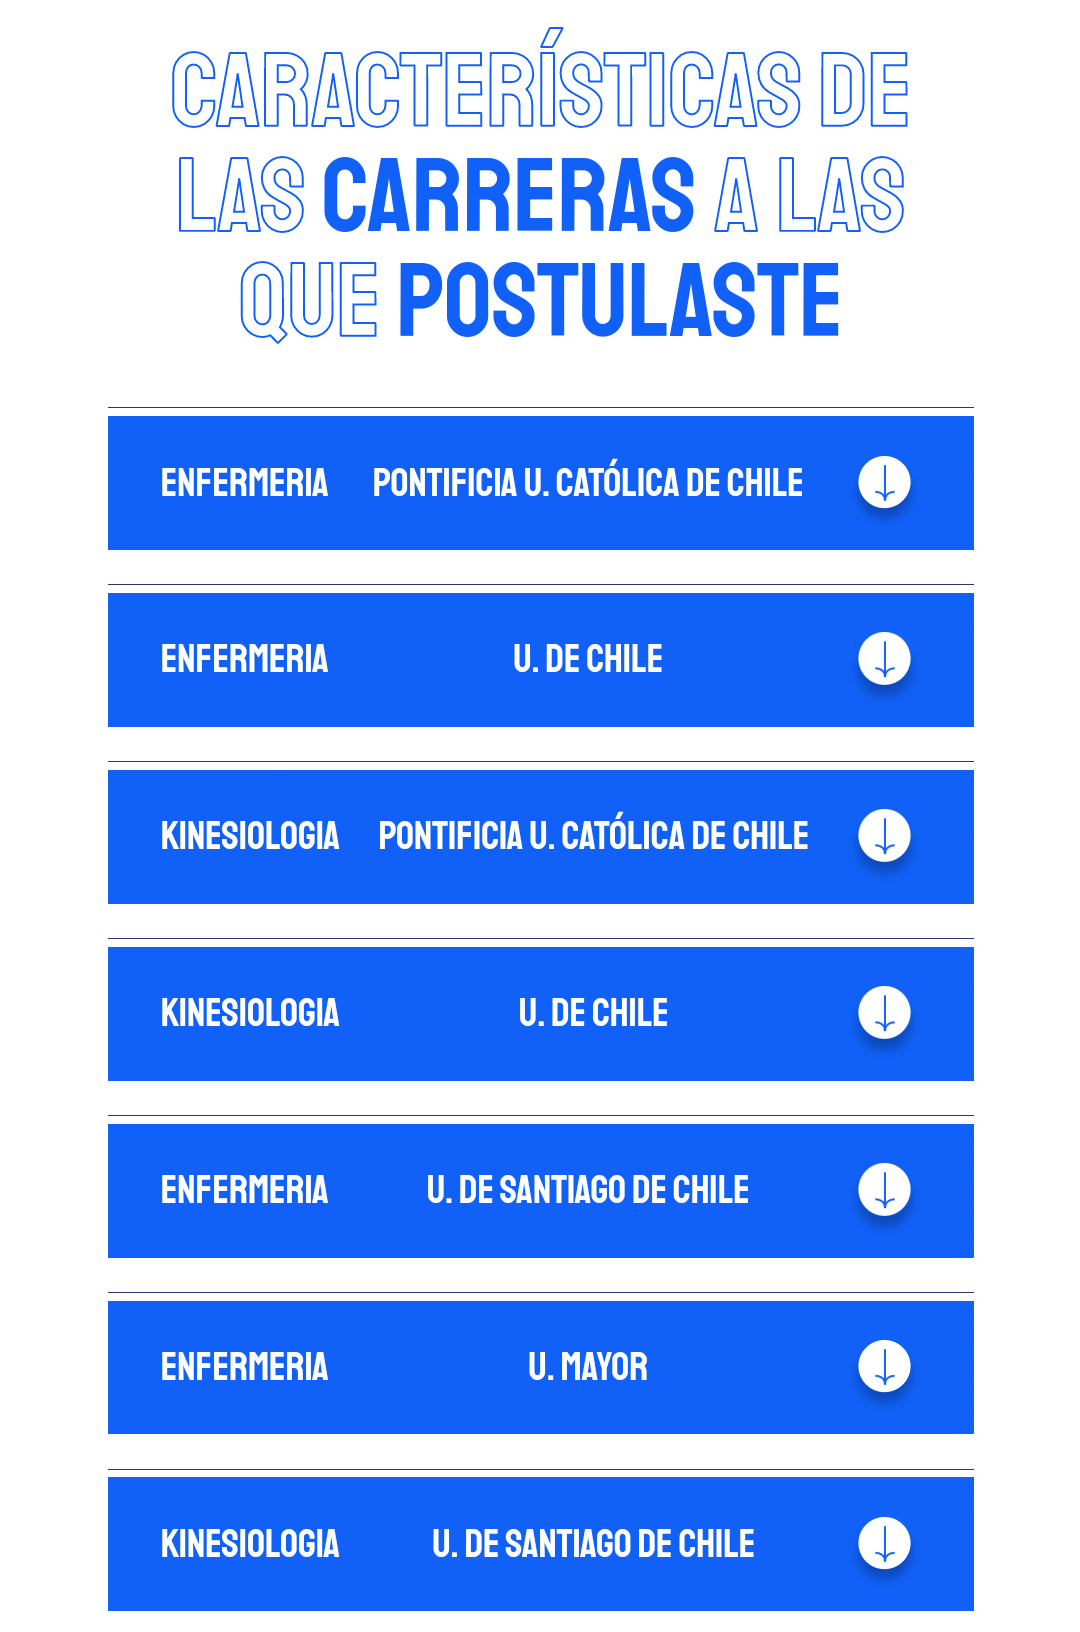 CARACTERÍSTICAS DE
LAS CARRERAS A LAS
QUE POSTULASTE
ENFERMERIA PONTIFICIA U. CATÓLICA DE CHILE
ENFERMERIA U. DE CHILE
KINESIOLOGIA PONTIFICIA U. CATÓLICA DE CHILE
KINESIOLOGIA U. DE CHILE
ENFERMERIA U. DE SANTIAGO DE CHILE
ENFERMERIA U. MAYOR
KINESIOLOGIA U. DE SANTIAGO DE CHILE